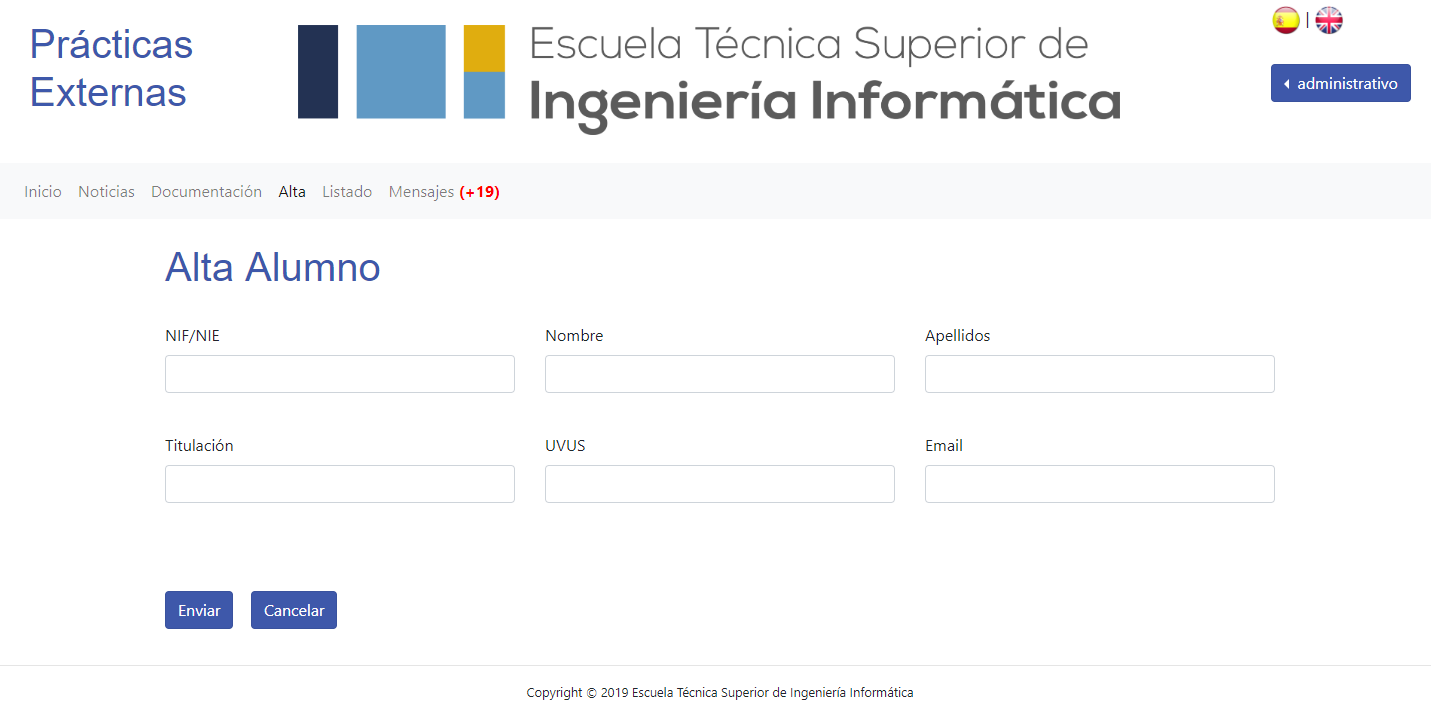 Prácticas
Externas
Escuela Técnica Superior de
Ingeniería Informática
|
administrativo
Inicio Noticias Documentación Alta Listado Mensajes (+19)
Alta Alumno
NIF/NIE Nombre Apellidos
Titulación UVUS Email
Enviar Cancelar
Copyright © 2019 Escuela Técnica Superior de Ingeniería Informática